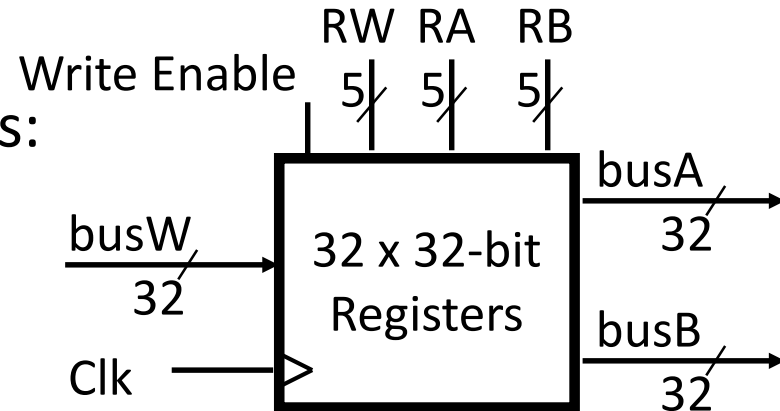 RW RA RB
Write Enable
5 5 5
s:
busA
32
busW
32
32 x 32-bit
Registers
busB
32
Clk